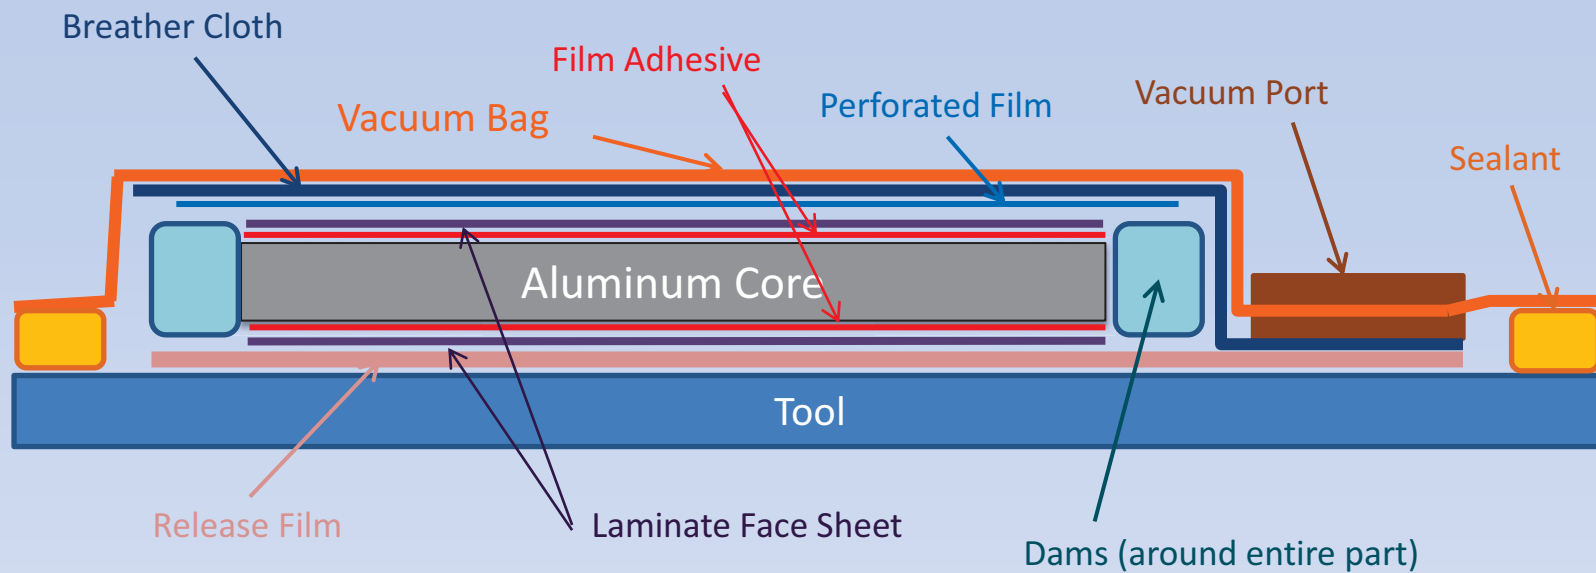 Breather Cloth
Film Adhesive
Vacuum Bag
Perforated Film
Vacuum Port
Sealant
Aluminum Core
Tool
Release Film
Laminate Face Sheet
Dams (around entire part)